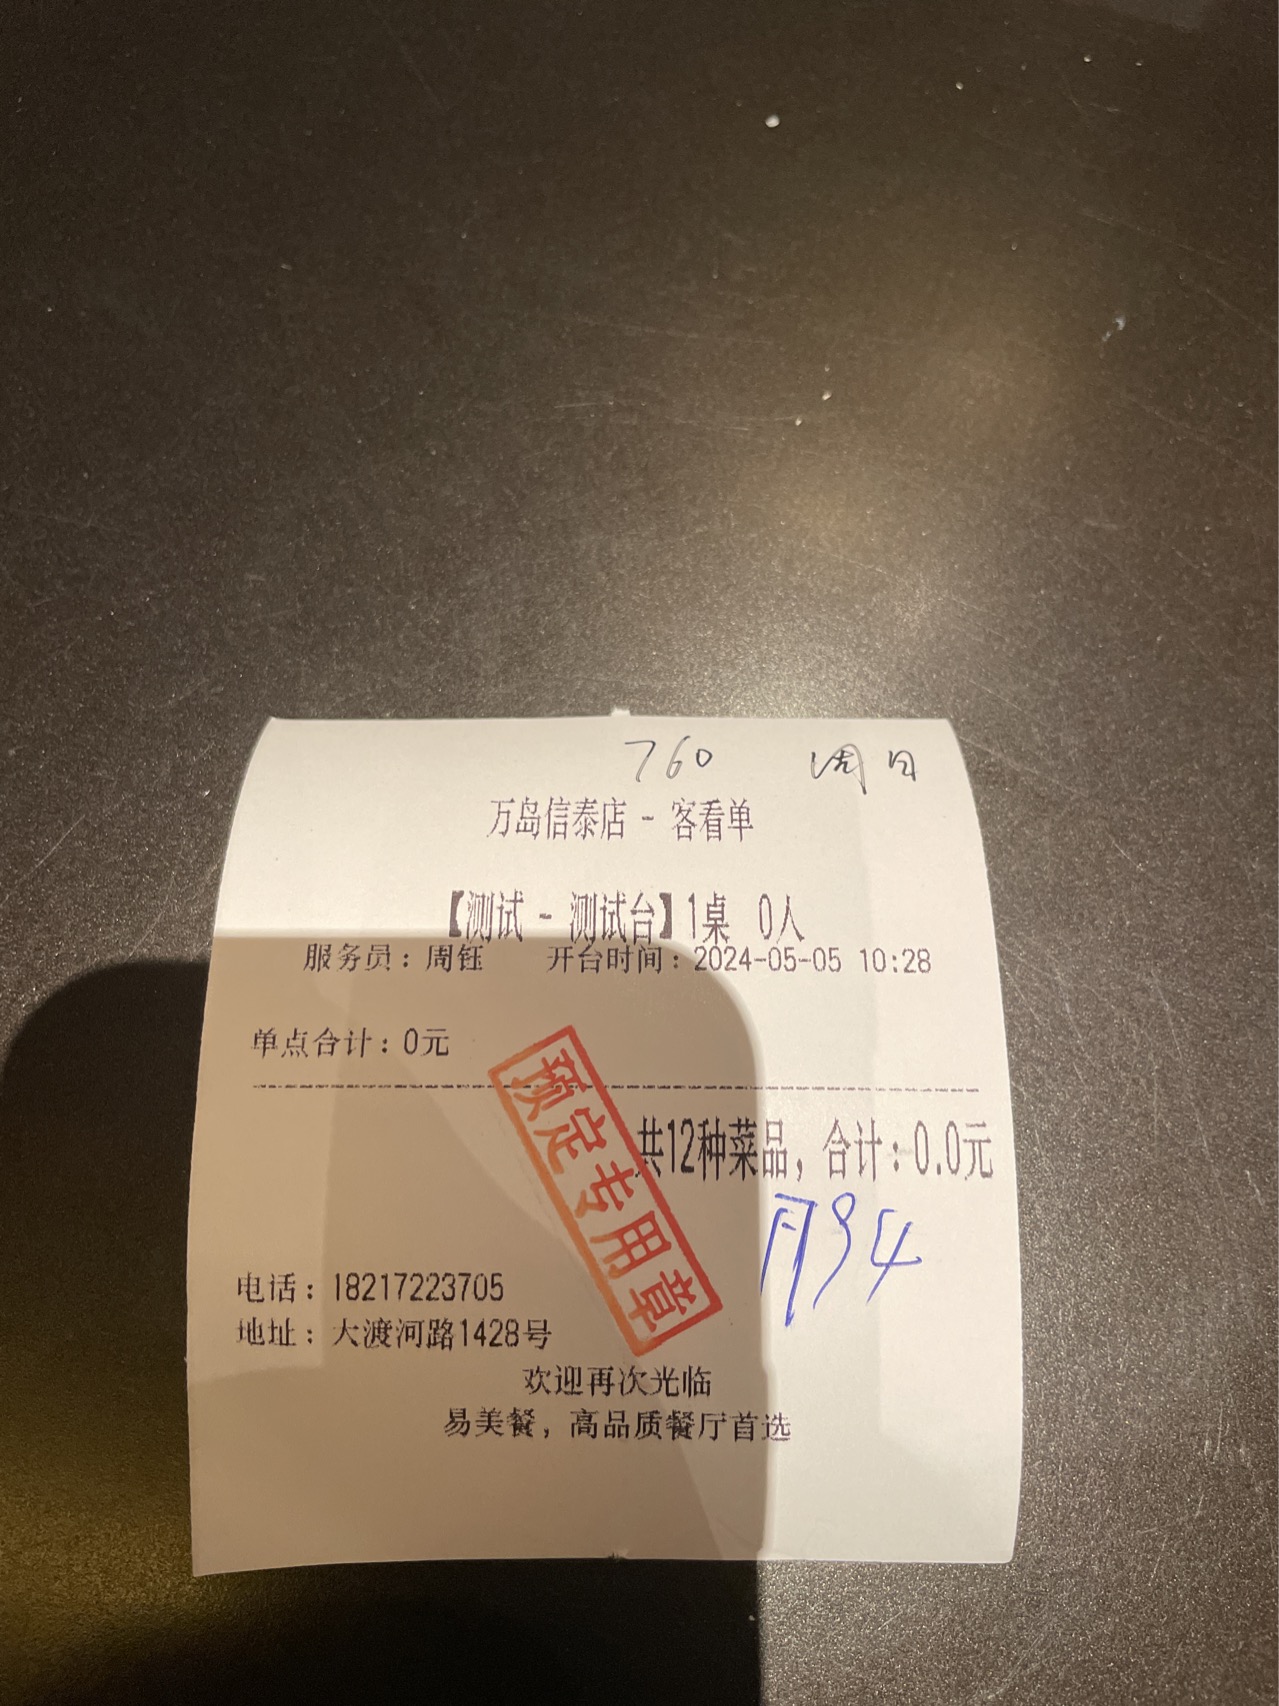 760 周日
万岛信泰店 - 客看单
【测试 - 测试台】1桌 0人
服务员：周钰 开台时间：2024-05-05 10:28
单点合计：0元
预定专用章
共12种菜品，合计：0.0元
电话：18217223705
地址：大渡河路1428号
欢迎再次光临
易美餐，高品质餐厅首选